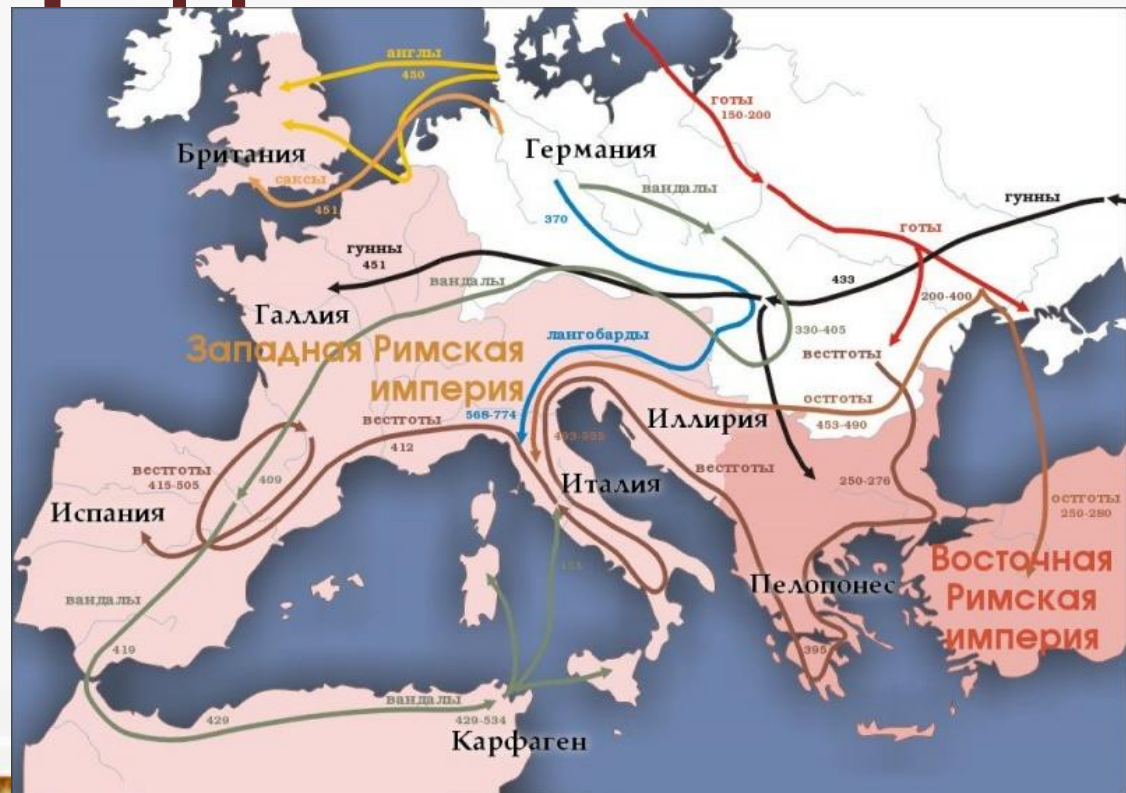 англы
450
готы
150-200
Британия
Германия
саксы
451
вандалы
370
гунны
гунны
451
готы
433
вандалы
200-400
Галлия
330-405
Западная Римская
империя
лангобарды
вестготы
568-774
остготы
453-490
Иллирия
вестготы
412
493-555
вестготы
415-505
409
вестготы
Италия
250-276
Испания
остготы
250-280
455
Восточная
Римская
империя
Пелопонес
вандалы
419
395
вандалы
429
429-534
Карфаген